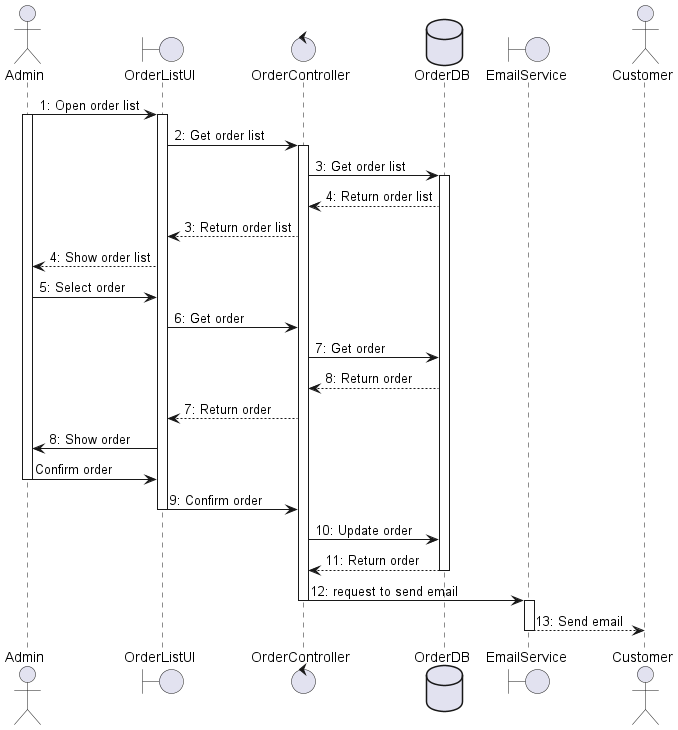 Admin
OrderListUI
OrderController
OrderDB
EmailService
Customer
1: Open order list
2: Get order list
3: Get order list
4: Return order list
3: Return order list
4: Show order list
5: Select order
6: Get order
7: Get order
8: Return order
7: Return order
8: Show order
Confirm order
9: Confirm order
10: Update order
11: Return order
12: request to send email
13: Send email
Admin
OrderListUI
OrderController
OrderDB
EmailService
Customer